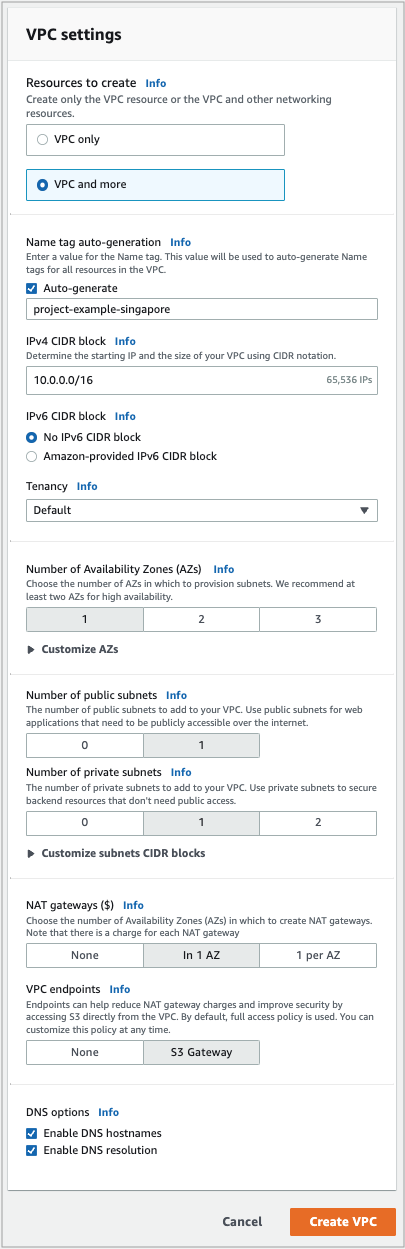 VPC settings
Resources to create Info
Create only the VPC resource or the VPC and other networking
resources.
VPC only
VPC and more
Name tag auto-generation Info
Enter a value for the Name tag. This value will be used to auto-generate Name
tags for all resources in the VPC.
Auto-generate
project-example-singapore
IPv4 CIDR block Info
Determine the starting IP and the size of your VPC using CIDR notation.
10.0.0.0/16 65,536 IPs
IPv6 CIDR block Info
No IPv6 CIDR block
Amazon-provided IPv6 CIDR block
Tenancy Info
Default
Number of Availability Zones (AZs) Info
Choose the number of AZs in which to provision subnets. We recommend at
least two AZs for high availability.
1 2 3
Customize AZs
Number of public subnets Info
The number of public subnets to add to your VPC. Use public subnets for web
applications that need to be publicly accessible over the internet.
0 1
Number of private subnets Info
The number of private subnets to add to your VPC. Use private subnets to secure
backend resources that don't need public access.
0 1 2
Customize subnets CIDR blocks
NAT gateways ($) Info
Choose the number of Availability Zones (AZs) in which to create NAT gateways.
Note that there is a charge for each NAT gateway
None In 1 AZ 1 per AZ
VPC endpoints Info
Endpoints can help reduce NAT gateway charges and improve security by
accessing S3 directly from the VPC. By default, full access policy is used. You can
customize this policy at any time.
None S3 Gateway
DNS options Info
Enable DNS hostnames
Enable DNS resolution
Cancel Create VPC